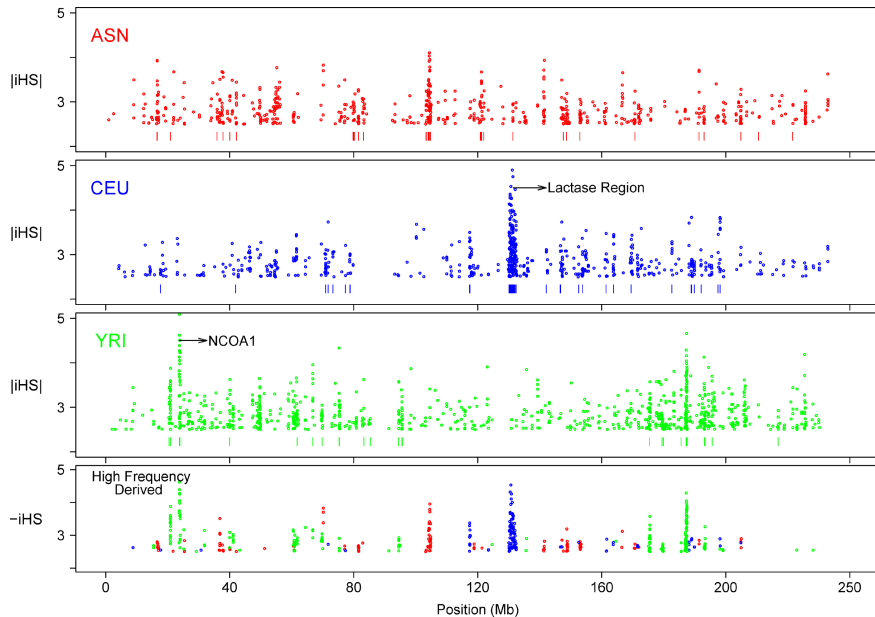 5
ASN
|iHS|
3
5
CEU
Lactase Region
|iHS|
3
5
YRI
NCOA1
|iHS|
3
5
High Frequency
Derived
−iHS
3
0 40 80 120 160 200 250
Position (Mb)